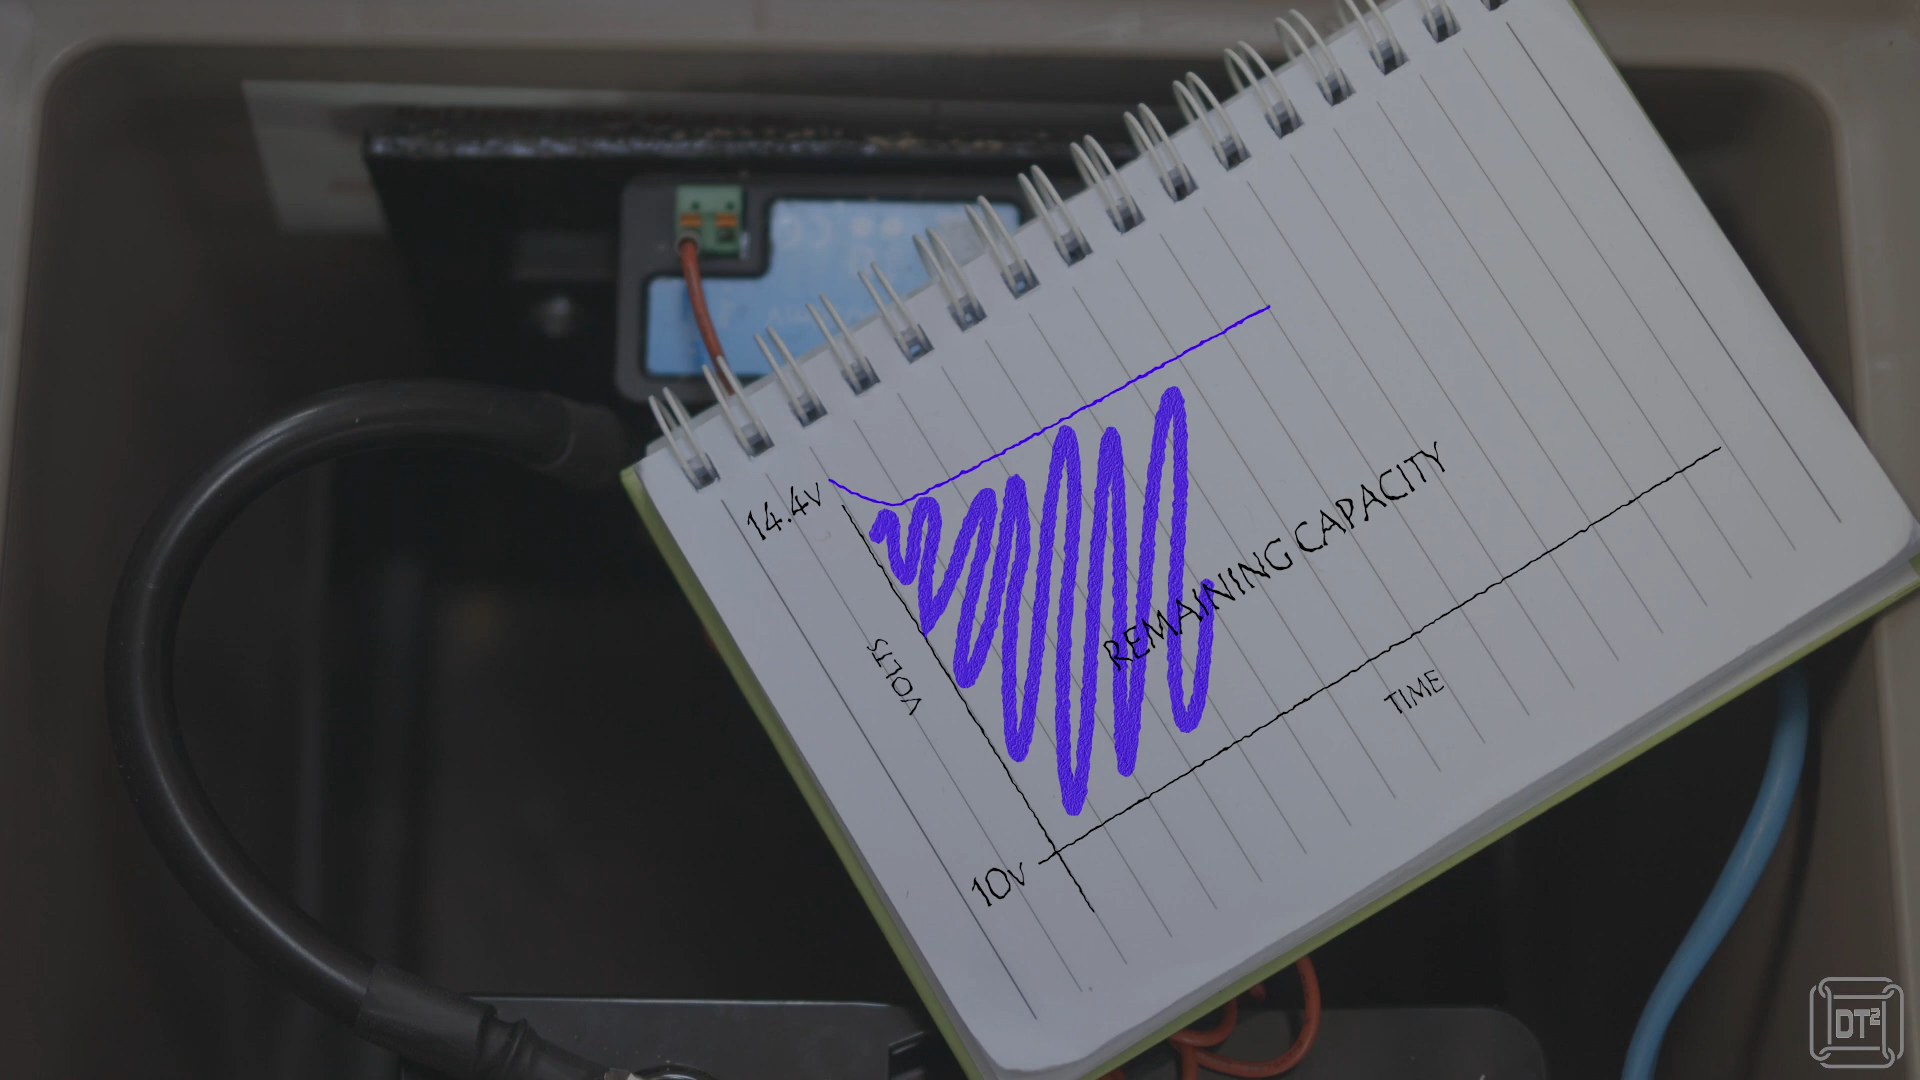 14.4V
VOLTS
REMAINING CAPACITY
TIME
10V
DT²